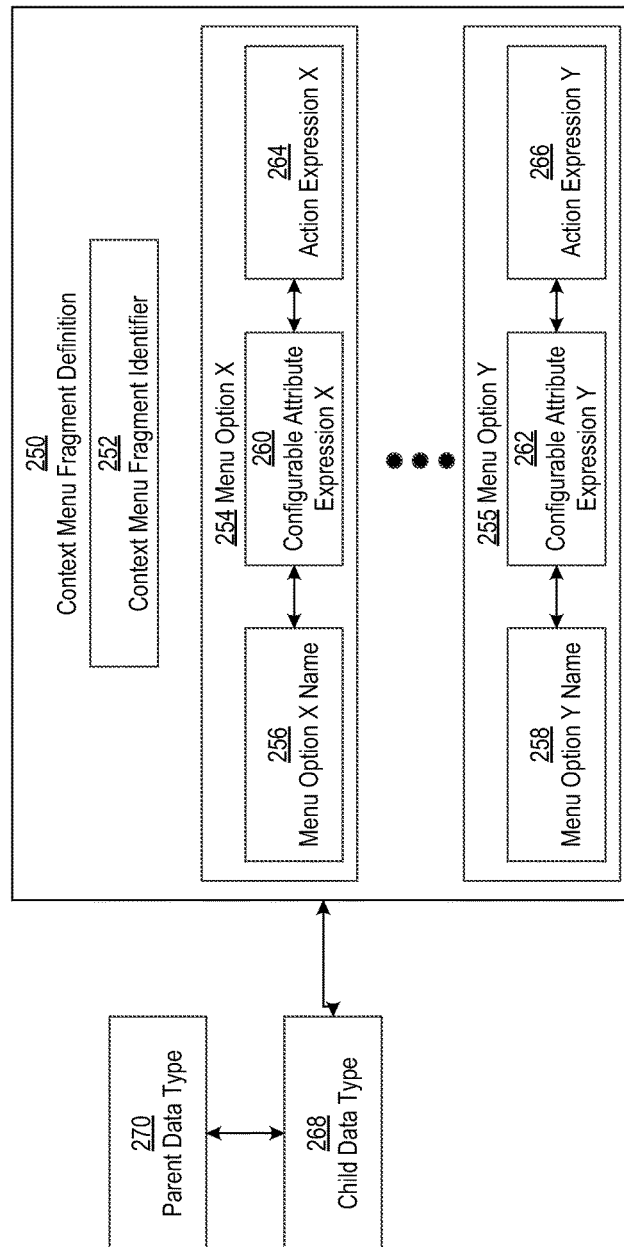 270
Parent Data Type
268
Child Data Type
250
Context Menu Fragment Definition
252
Context Menu Fragment Identifier
254 Menu Option X
256
Menu Option X Name
260
Configurable Attribute
Expression X
264
Action Expression X
255 Menu Option Y
258
Menu Option Y Name
262
Configurable Attribute
Expression Y
266
Action Expression Y